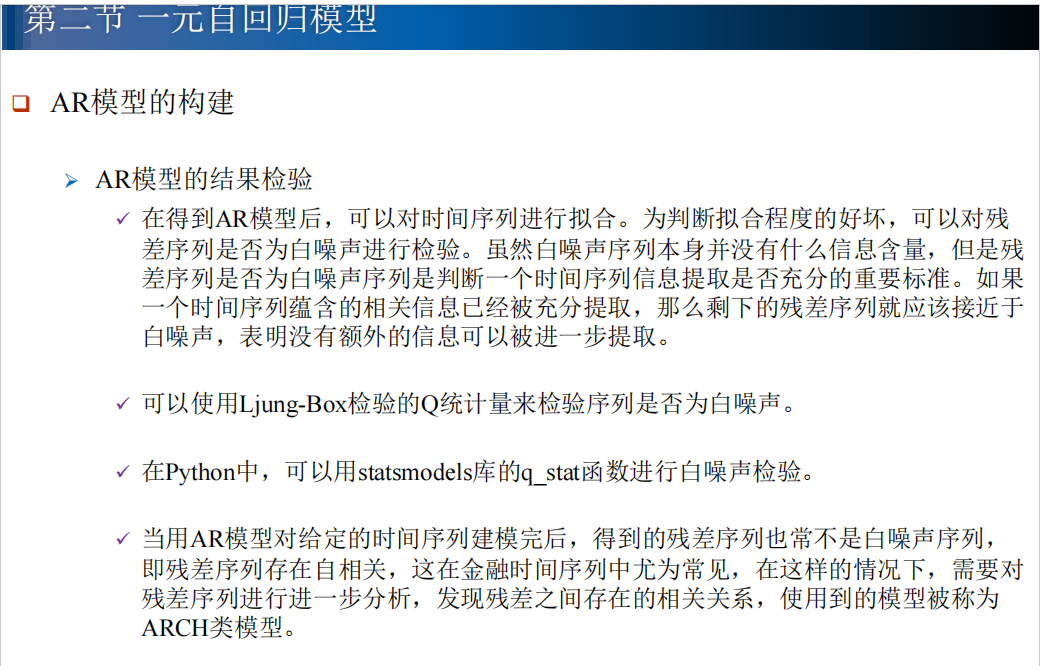 第二节 一元自回归模型
AR模型的构建
AR模型的结果检验
在得到AR模型后，可以对时间序列进行拟合。为判断拟合程度的好坏，可以对残
差序列是否为白噪声进行检验。虽然白噪声序列本身并没有什么信息含量，但是残
差序列是否为白噪声序列是判断一个时间序列信息提取是否充分的重要标准。如果
一个时间序列蕴含的相关信息已经被充分提取，那么剩下的残差序列就应该接近于
白噪声，表明没有额外的信息可以被进一步提取。
可以使用Ljung-Box检验的Q统计量来检验序列是否为白噪声。
在Python中，可以用statsmodels库的q_stat函数进行白噪声检验。
当用AR模型对给定的时间序列建模完后，得到的残差序列也常不是白噪声序列，
即残差序列存在自相关，这在金融时间序列中尤为常见，在这样的情况下，需要对
残差序列进行进一步分析，发现残差之间存在的相关关系，使用到的模型被称为
ARCH类模型。